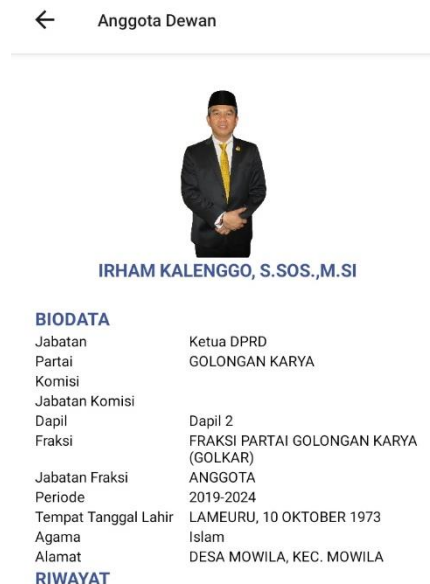 Anggota Dewan
IRHAM KALENGGO, S.SOS.,M.SI
BIODATA
Jabatan Ketua DPRD
Partai GOLONGAN KARYA
Komisi
Jabatan Komisi
Dapil Dapil 2
Fraksi FRAKSI PARTAI GOLONGAN KARYA
(GOLKAR)
Jabatan Fraksi ANGGOTA
Periode 2019-2024
Tempat Tanggal Lahir LAMEURU, 10 OKTOBER 1973
Agama Islam
Alamat DESA MOWILA, KEC. MOWILA
RIWAYAT